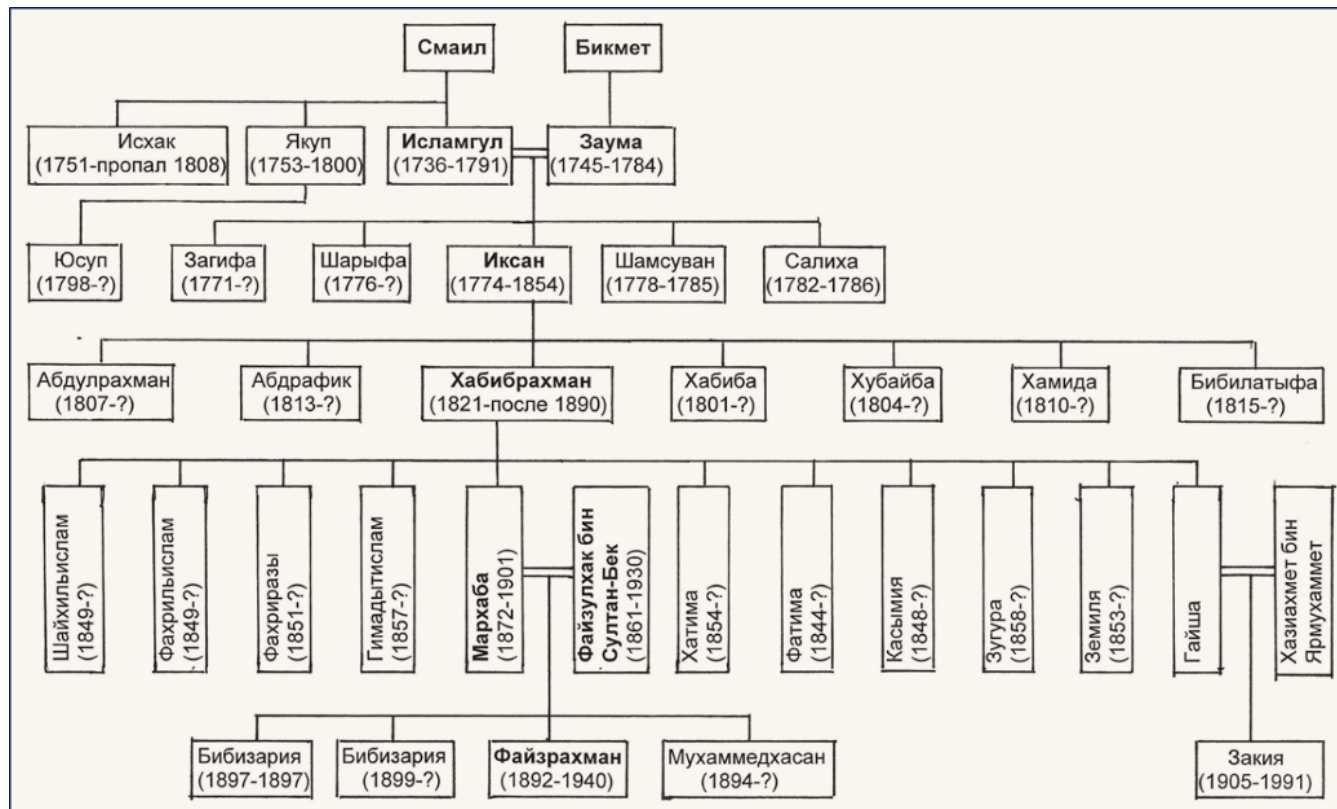 Смаил
Бикмет
Исхак
(1751-пропал 1808)
Якуп
(1753-1800)
Исламгул
(1736-1791)
Заума
(1745-1784)
Юсуп
(1798-?)
Загифа
(1771-?)
Шарыфа
(1776-?)
Иксан
(1774-1854)
Шамсуван
(1778-1785)
Салиха
(1782-1786)
Абдулрахман
(1807-?)
Абдрафик
(1813-?)
Хабибрахман
(1821-после 1890)
Хабиба
(1801-?)
Хубайба
(1804-?)
Хамида
(1810-?)
Бибилатыфа
(1815-?)
Шайхильислам
(1849-?)
Фахрильислам
(1849-?)
Фахриразы
(1851-?)
Гимадытислам
(1857-?)
Мархаба
(1872-1901)
Файзулхак бин
Султан-Бек
(1861-1930)
Хатима
(1854-?)
Фатима
(1844-?)
Касымия
(1848-?)
Зугура
(1858-?)
Земиля
(1853-?)
Гайша
Хазиахмет бин
Ярмухаммет
Бибизария
(1897-1897)
Бибизария
(1899-?)
Файзрахман
(1892-1940)
Мухаммедхасан
(1894-?)
Закия
(1905-1991)